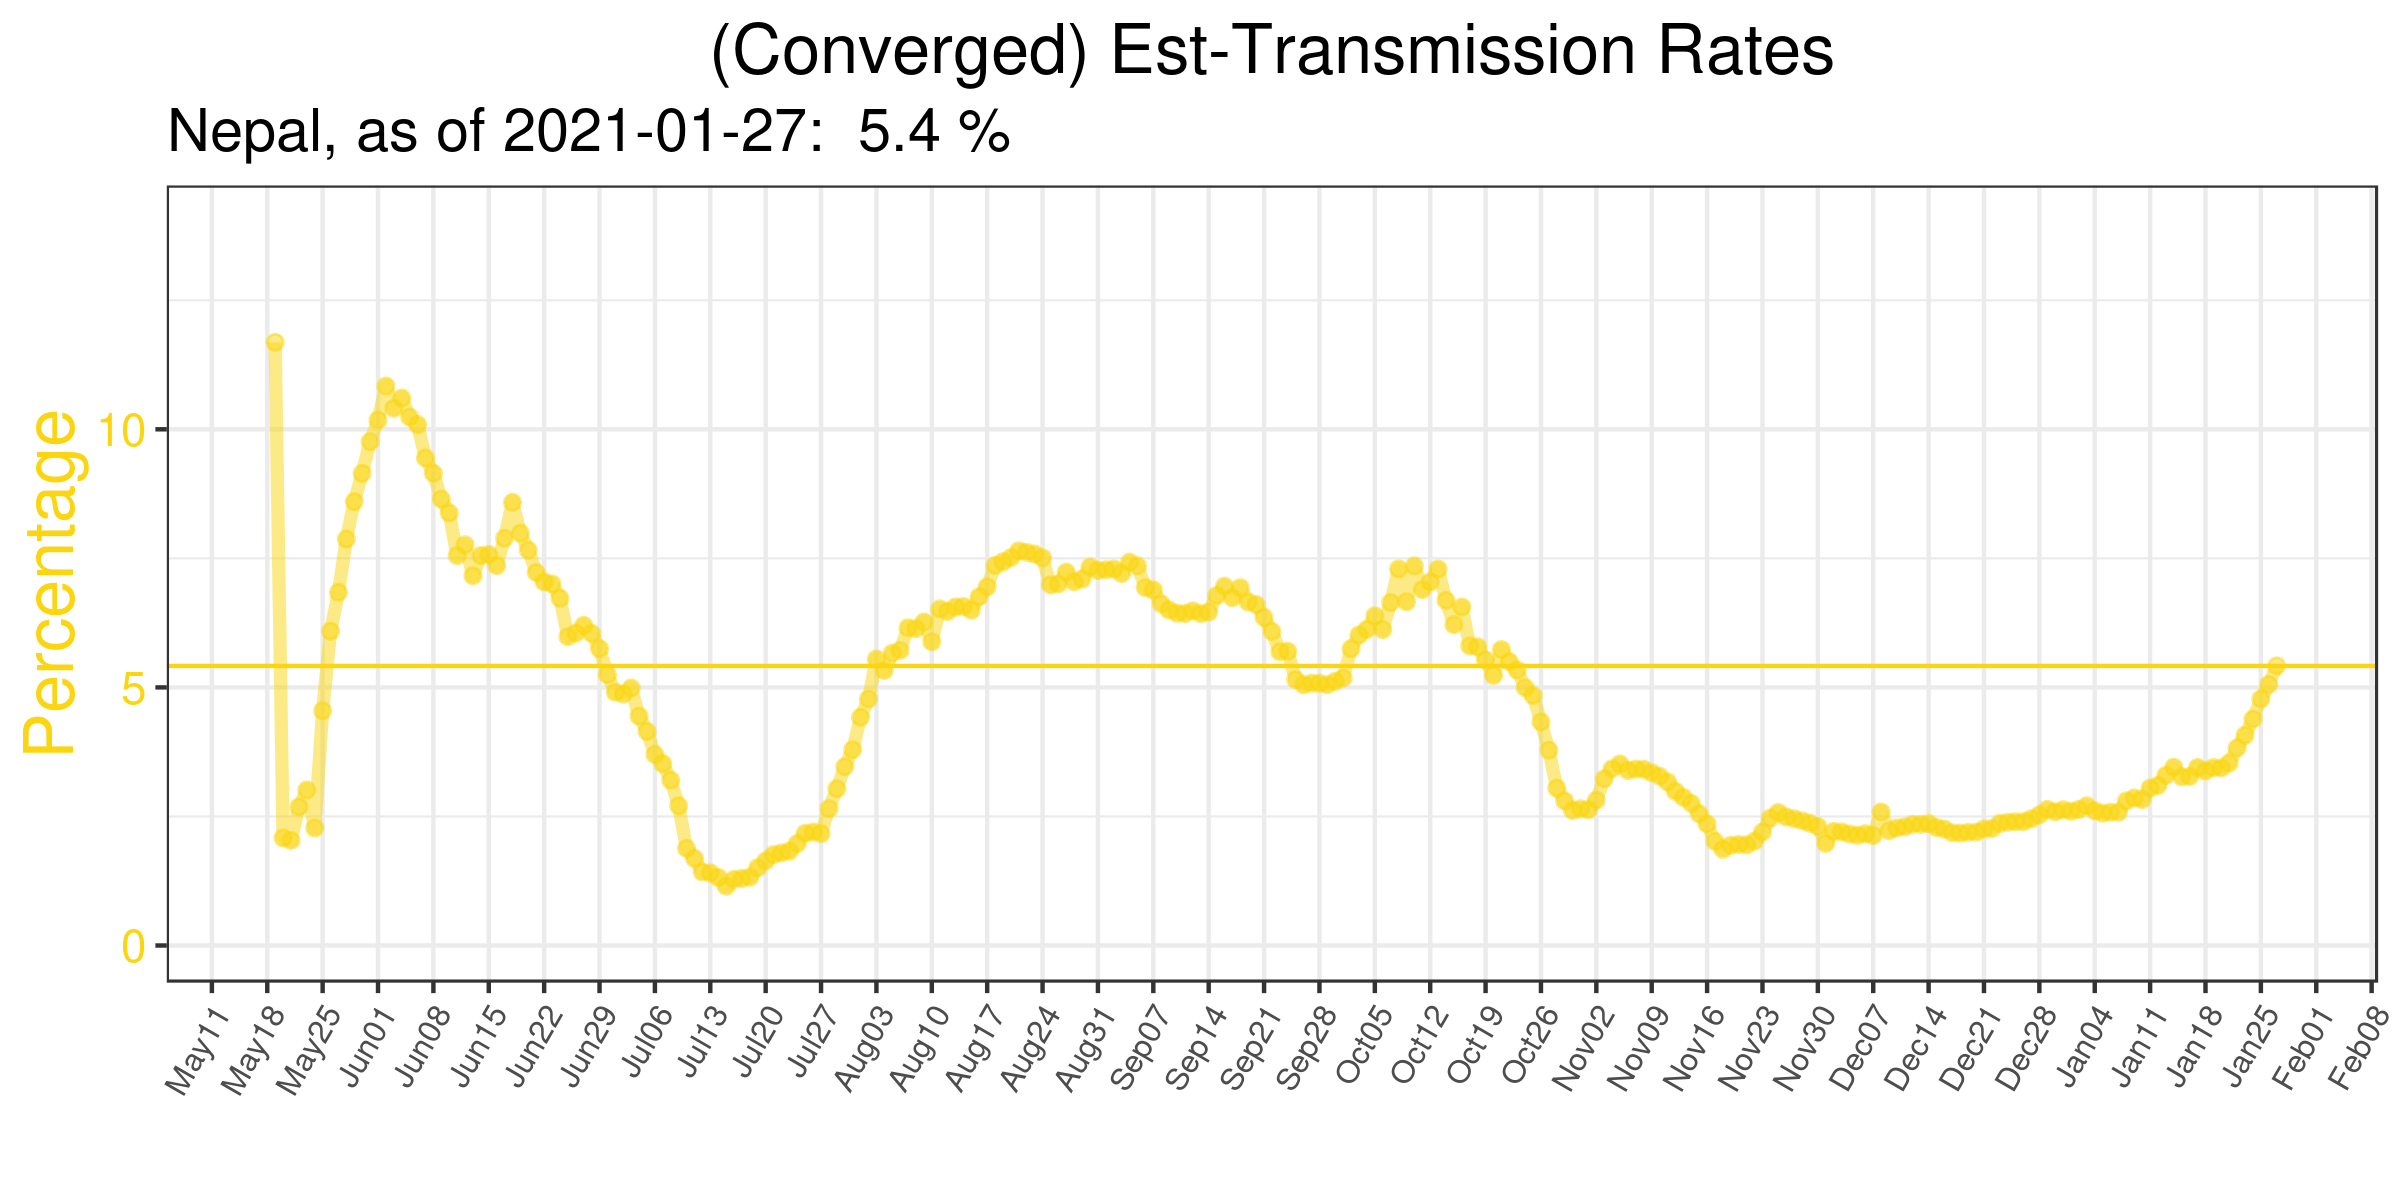 (Converged) Est-Transmission Rates
Nepal, as of 2021-01-27:  5.4 %
Percentage
10
5
0
May11 May18 May25 Jun01 Jun08 Jun15 Jun22 Jun29 Jul06 Jul13 Jul20 Jul27 Aug03 Aug10 Aug17 Aug24 Aug31 Sep07 Sep14 Sep21 Sep28 Oct05 Oct12 Oct19 Oct26 Nov02 Nov09 Nov16 Nov23 Nov30 Dec07 Dec14 Dec21 Dec28 Jan04 Jan11 Jan18 Jan25 Feb01 Feb08